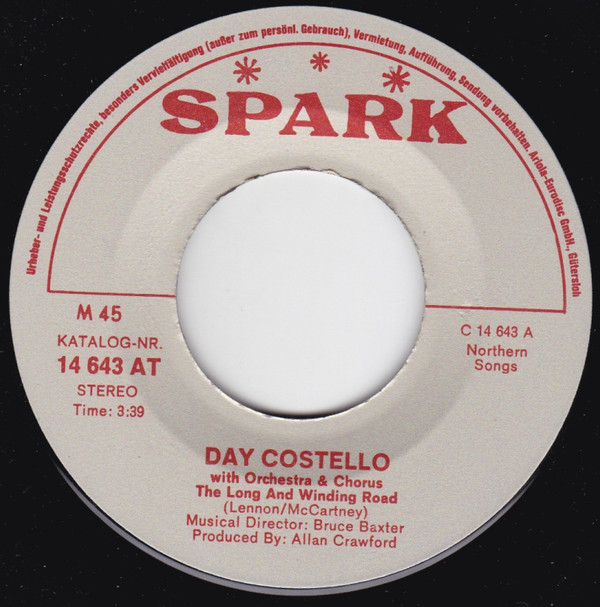 Urheber- und Leistungsschutzrechte, besonders Vervielfältigung (außer zum persönl. Gebrauch), Vermietung, Aufführung, Sendung vorbehalten. Ariola-Eurodisc GmbH., Gütersloh
SPARK
M 45
KATALOG-NR.
14 643 AT
STEREO
Time: 3:39
C 14 643 A
Northern
Songs
DAY COSTELLO
with Orchestra & Chorus
The Long And Winding Road
(Lennon/McCartney)
Musical Director: Bruce Baxter
Produced By: Allan Crawford